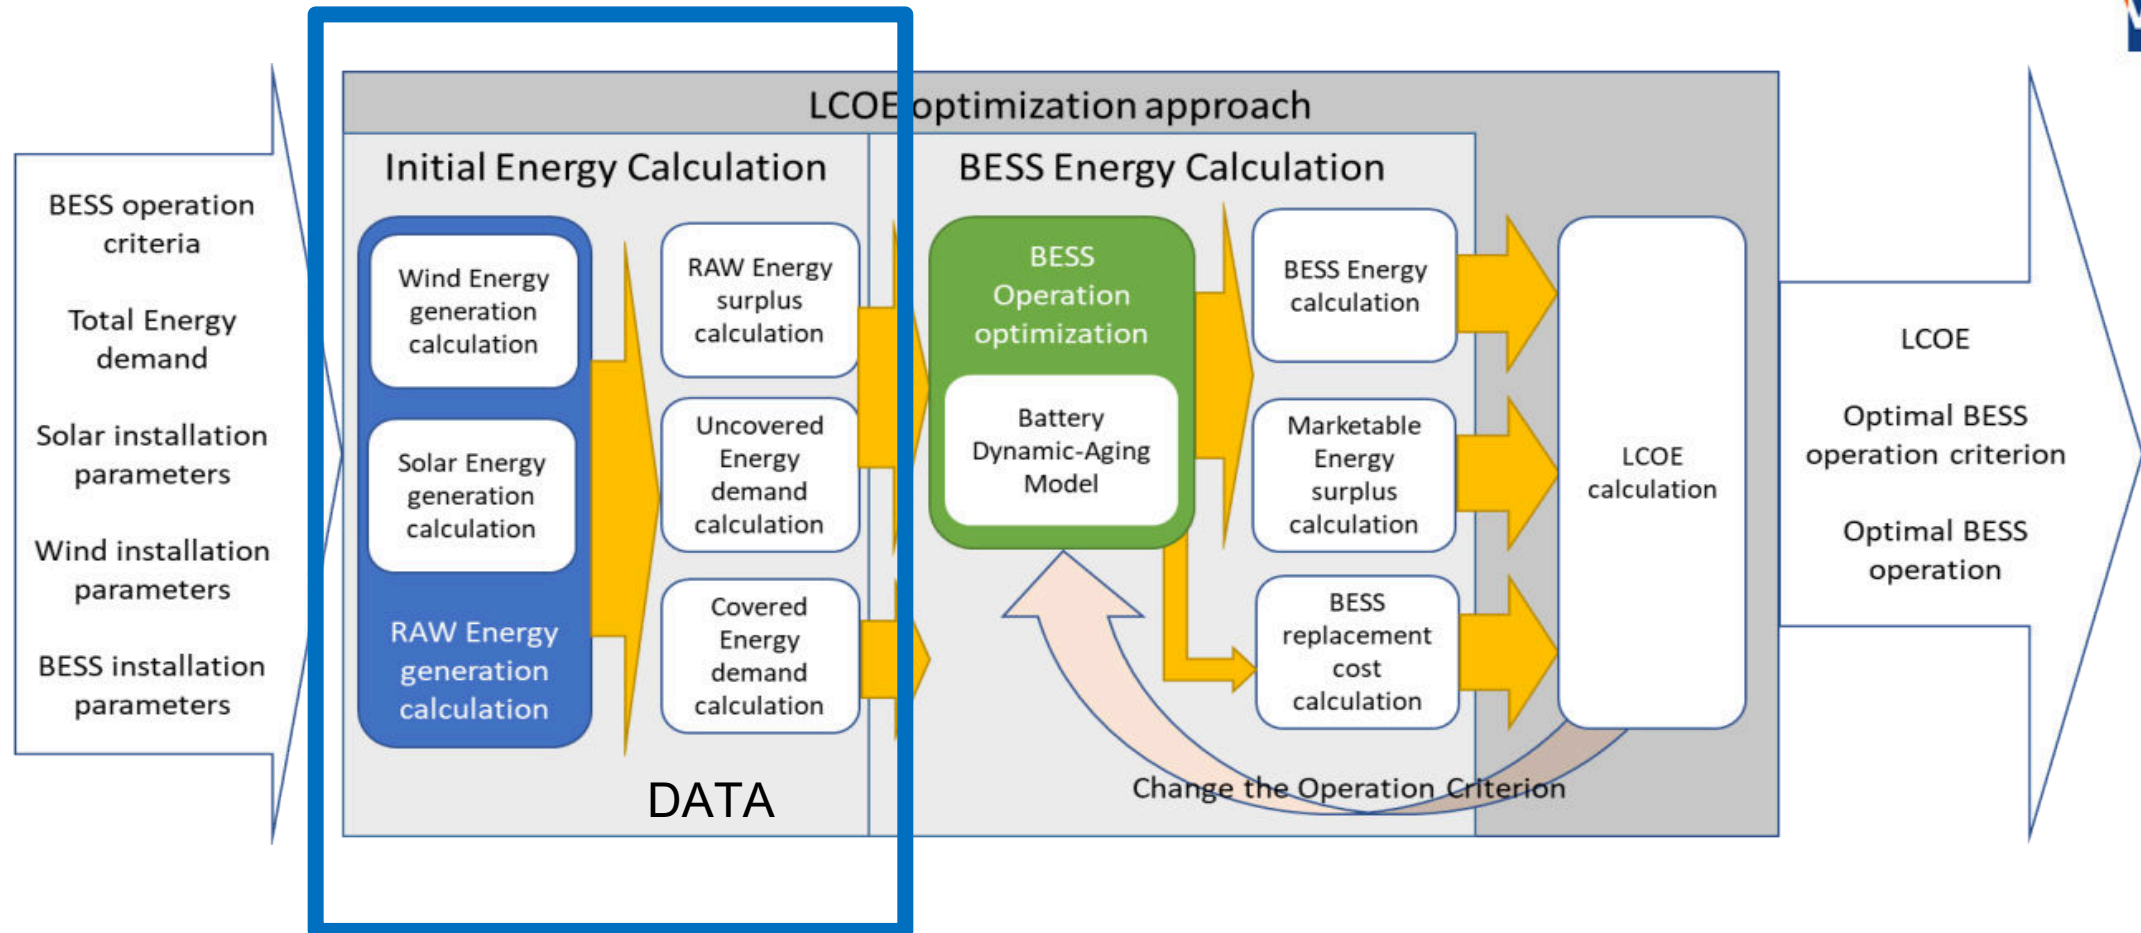 LCOE optimization approach
BESS operation
criteria
Total Energy
demand
Solar installation
parameters
Wind installation
parameters
BESS installation
parameters
Initial Energy Calculation
Wind Energy
generation
calculation
Solar Energy
generation
calculation
RAW Energy
generation
calculation
RAW Energy
surplus
calculation
Uncovered
Energy
demand
calculation
Covered
Energy
demand
calculation
DATA
BESS Energy Calculation
BESS
Operation
optimization
Battery
Dynamic-Aging
Model
BESS Energy
calculation
Marketable
Energy
surplus
calculation
BESS
replacement
cost
calculation
Change the Operation Criterion
LCOE
calculation
LCOE
Optimal BESS
operation criterion
Optimal BESS
operation